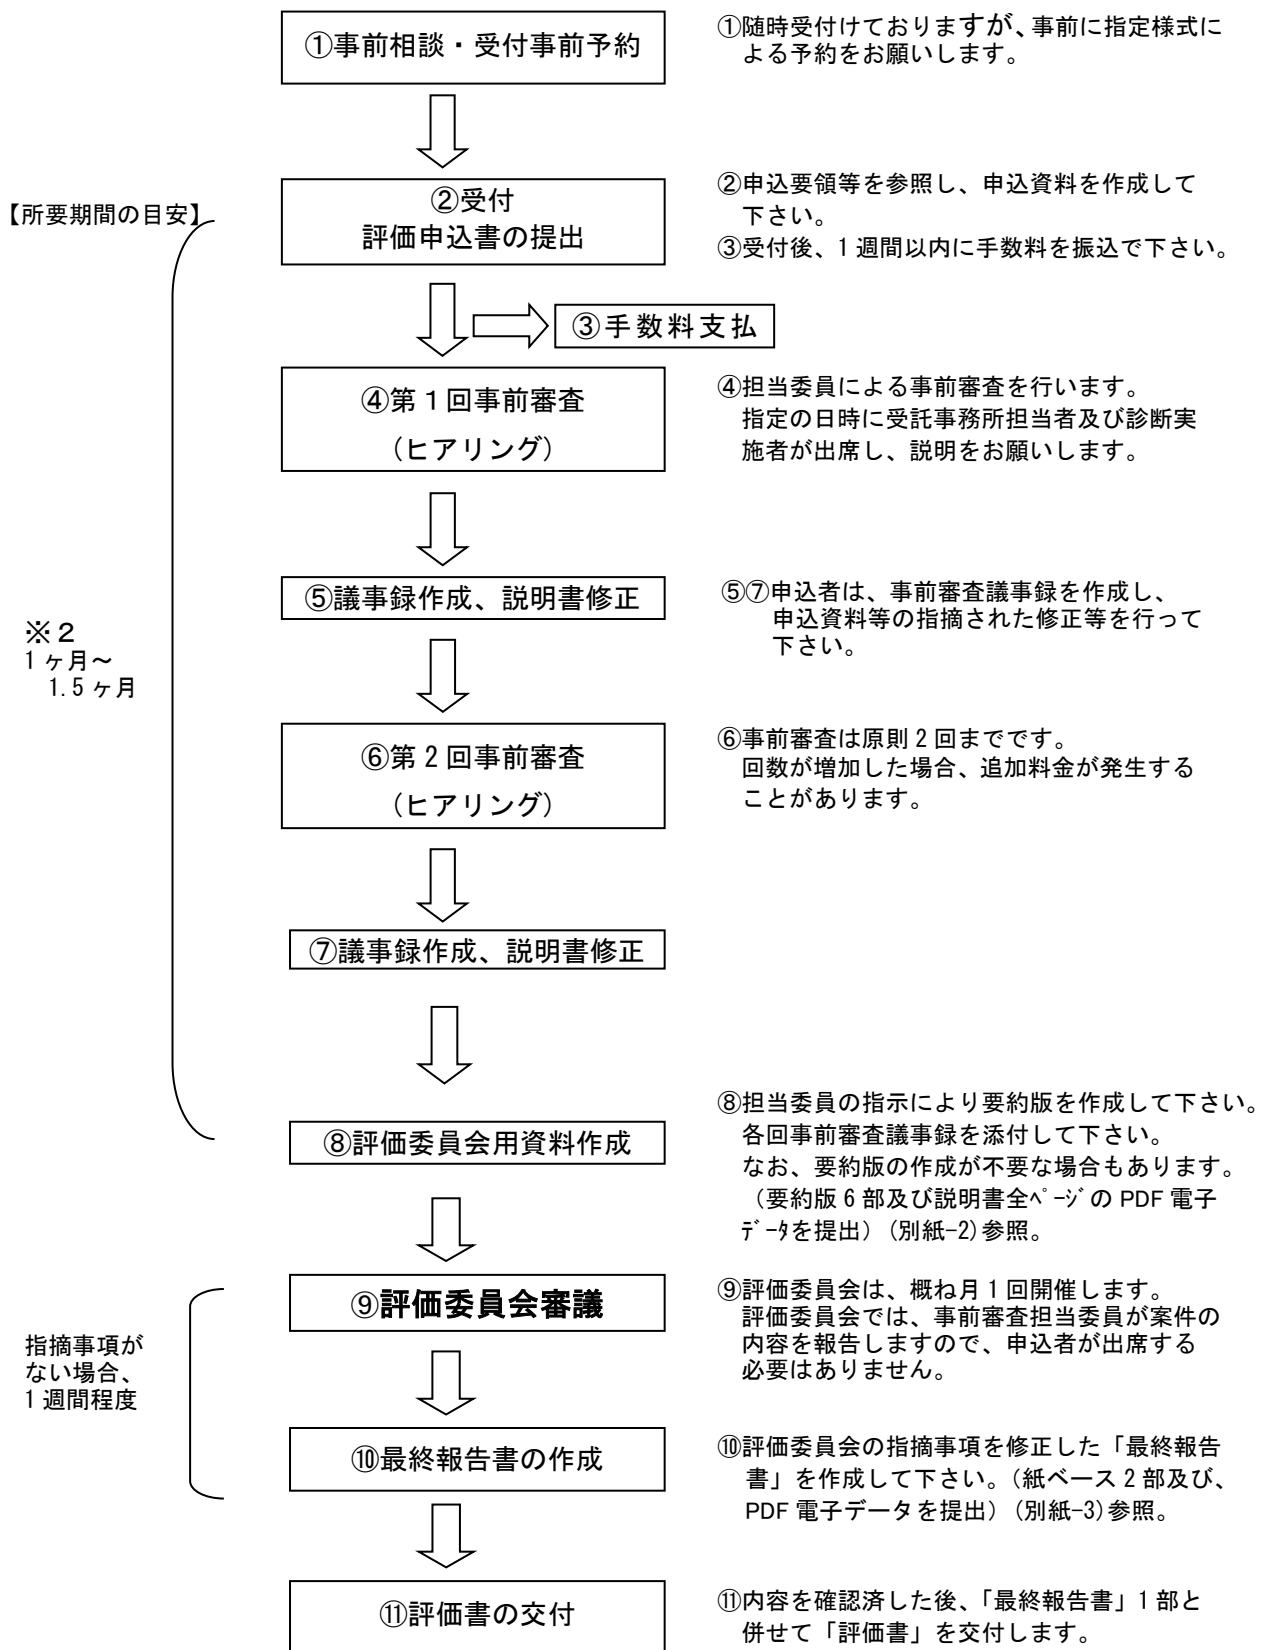 ①事前相談・受付事前予約
①随時受付けておりますが、事前に指定様式に
よる予約をお願いします。
【所要期間の目安】
②受付
評価申込書の提出
②申込要領等を参照し、申込資料を作成して
下さい。
③受付後、1週間以内に手数料を振込で下さい。
③手数料支払
④第1回事前審査
（ヒアリング）
④担当委員による事前審査を行います。
指定の日時に受託事務所担当者及び診断実
施者が出席し、説明をお願いします。
⑤議事録作成、説明書修正
⑤⑦申込者は、事前審査議事録を作成し、
申込資料等の指摘された修正等を行って
下さい。
※2
1ヶ月～
1.5ヶ月
⑥第2回事前審査
（ヒアリング）
⑥事前審査は原則2回までです。
回数が増加した場合、追加料金が発生する
ことがあります。
⑦議事録作成、説明書修正
⑧評価委員会用資料作成
⑧担当委員の指示により要約版を作成して下さい。
各回事前審査議事録を添付して下さい。
なお、要約版の作成が不要な場合もあります。
（要約版6部及び説明書全ﾍﾟｰｼﾞのPDF電子
ﾃﾞｰﾀを提出）(別紙-2)参照。
⑨評価委員会審議
⑨評価委員会は、概ね月1回開催します。
評価委員会では、事前審査担当委員が案件の
内容を報告しますので、申込者が出席する
必要はありません。
指摘事項が
ない場合、
1週間程度
⑩最終報告書の作成
⑩評価委員会の指摘事項を修正した「最終報告
書」を作成して下さい。（紙ベース2部及び、
PDF電子データを提出）(別紙-3)参照。
⑪評価書の交付
⑪内容を確認済した後、「最終報告書」1部と
併せて「評価書」を交付します。